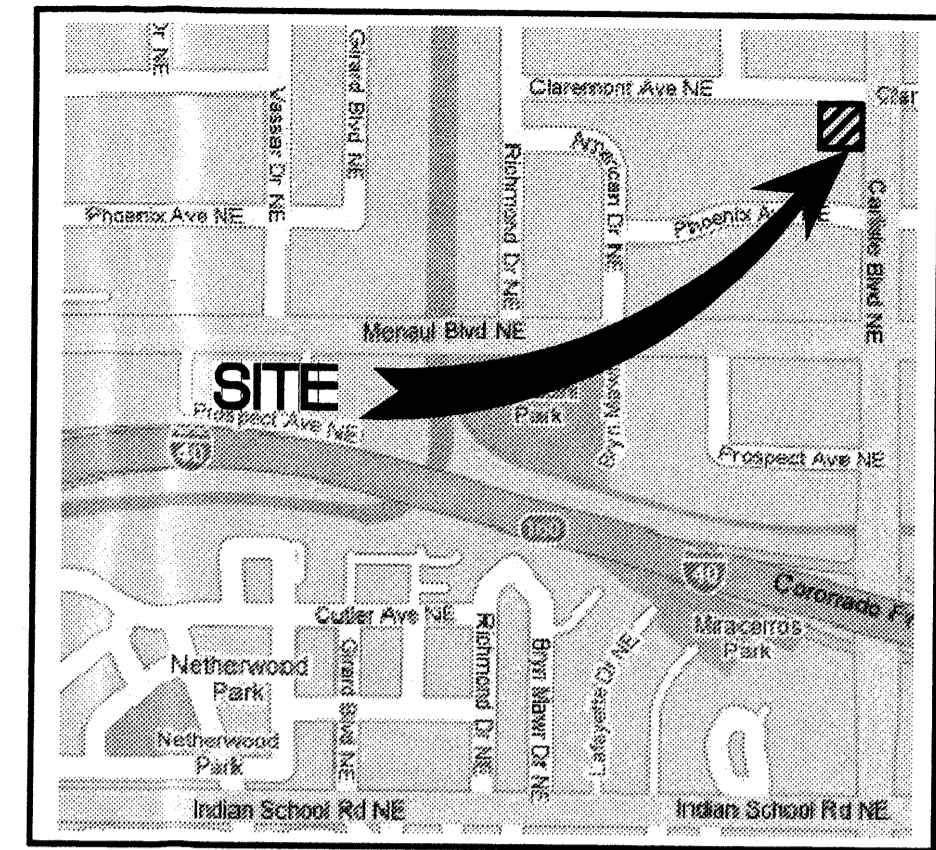 Dr NE
Girard Blvd NE
Vassar Dr NE
Claremont Ave NE
Clar
American Dr NE
Richmond Dr NE
Phoenix Ave NE
Phoenix A
E
Carlisle Blvd NE
Menaul Blvd NE
SITE
Prospect Ave NE
Park
Bryn Mawr
Prospect Ave NE
40
40
Coronado Fr
Cutler Ave NE
Richmond Dr NE
Girard Blvd NE
Bryn Mawr Dr NE
Lafayette Dr NE
Miraceiros
Park
Netherwood
Park
Netherwood
Park
Indian School Rd NE
Indian School Rd NE